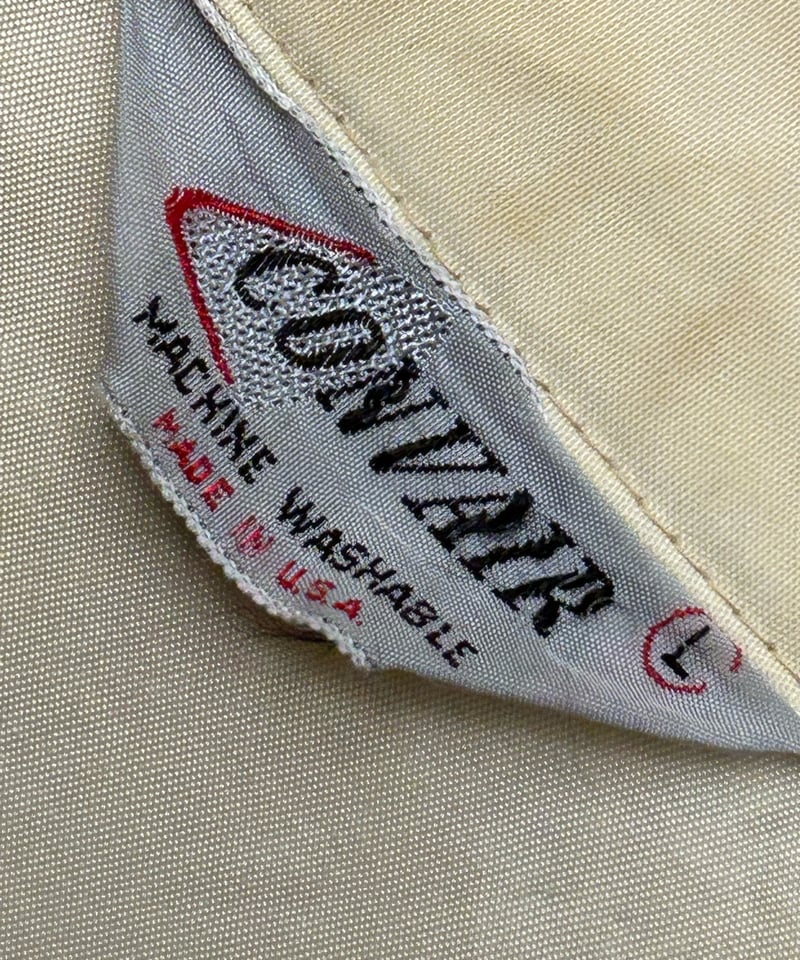 CONVAIR
MACHINE WASHABLE
MADE IN U.S.A.
L